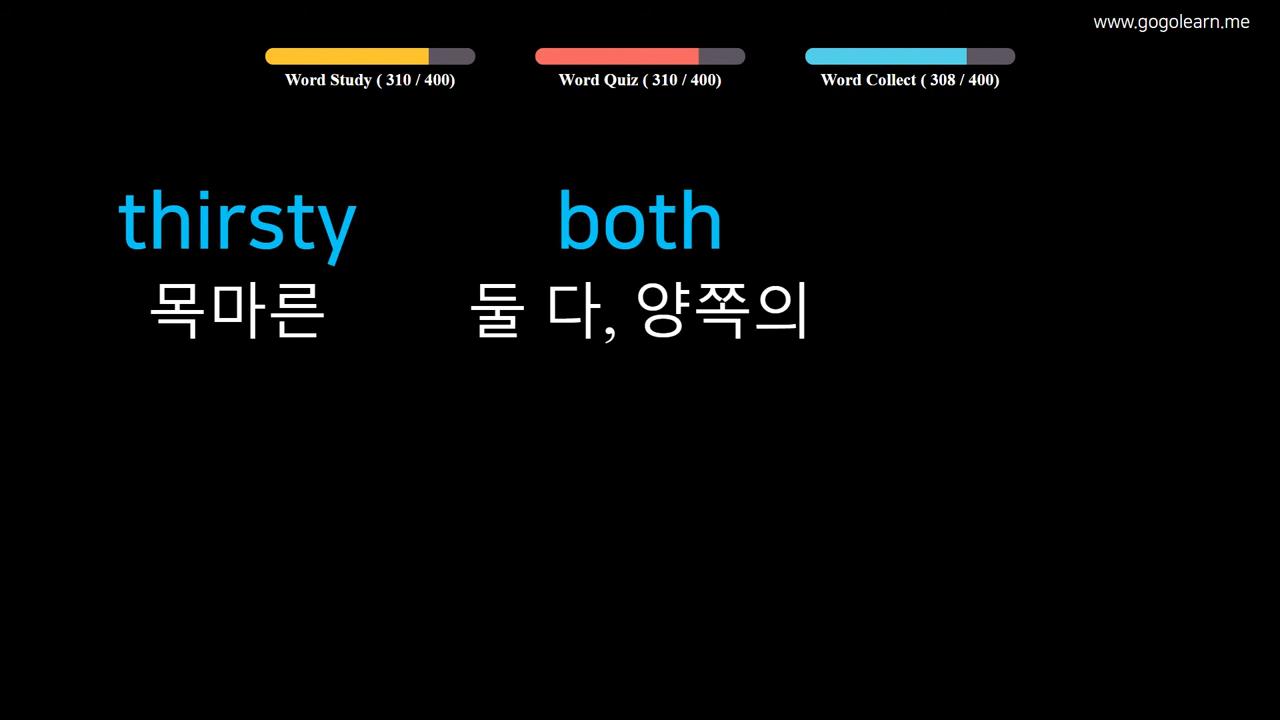 www.gogolearn.me
Word Study ( 310 / 400)
Word Quiz ( 310 / 400)
Word Collect ( 308 / 400)
thirsty
목마른
both
둘 다, 양쪽의